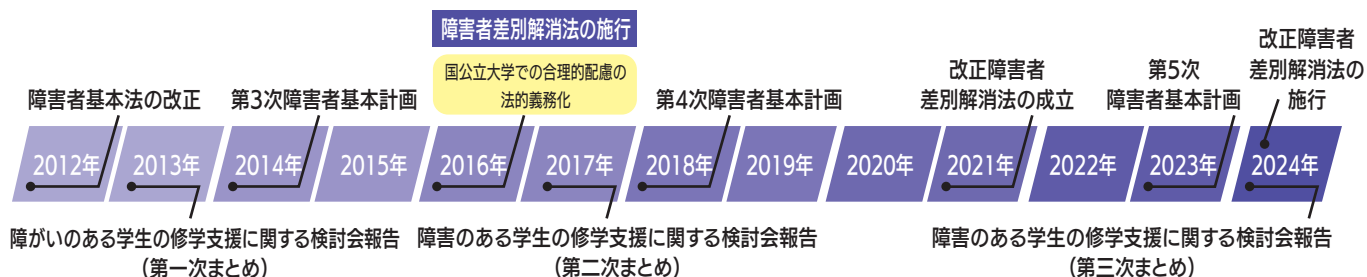 障害者差別解消法の施行
国公立大学での合理的配慮の
法的義務化
障害者基本法の改正
第3次障害者基本計画
第4次障害者基本計画
改正障害者
差別解消法の成立
第5次
障害者基本計画
改正障害者
差別解消法の
施行
2012年
2013年
2014年
2015年
2016年
2017年
2018年
2019年
2020年
2021年
2022年
2023年
2024年
障がいのある学生の修学支援に関する検討会報告
(第一次まとめ)
障害のある学生の修学支援に関する検討会報告
(第二次まとめ)
障害のある学生の修学支援に関する検討会報告
(第三次まとめ)